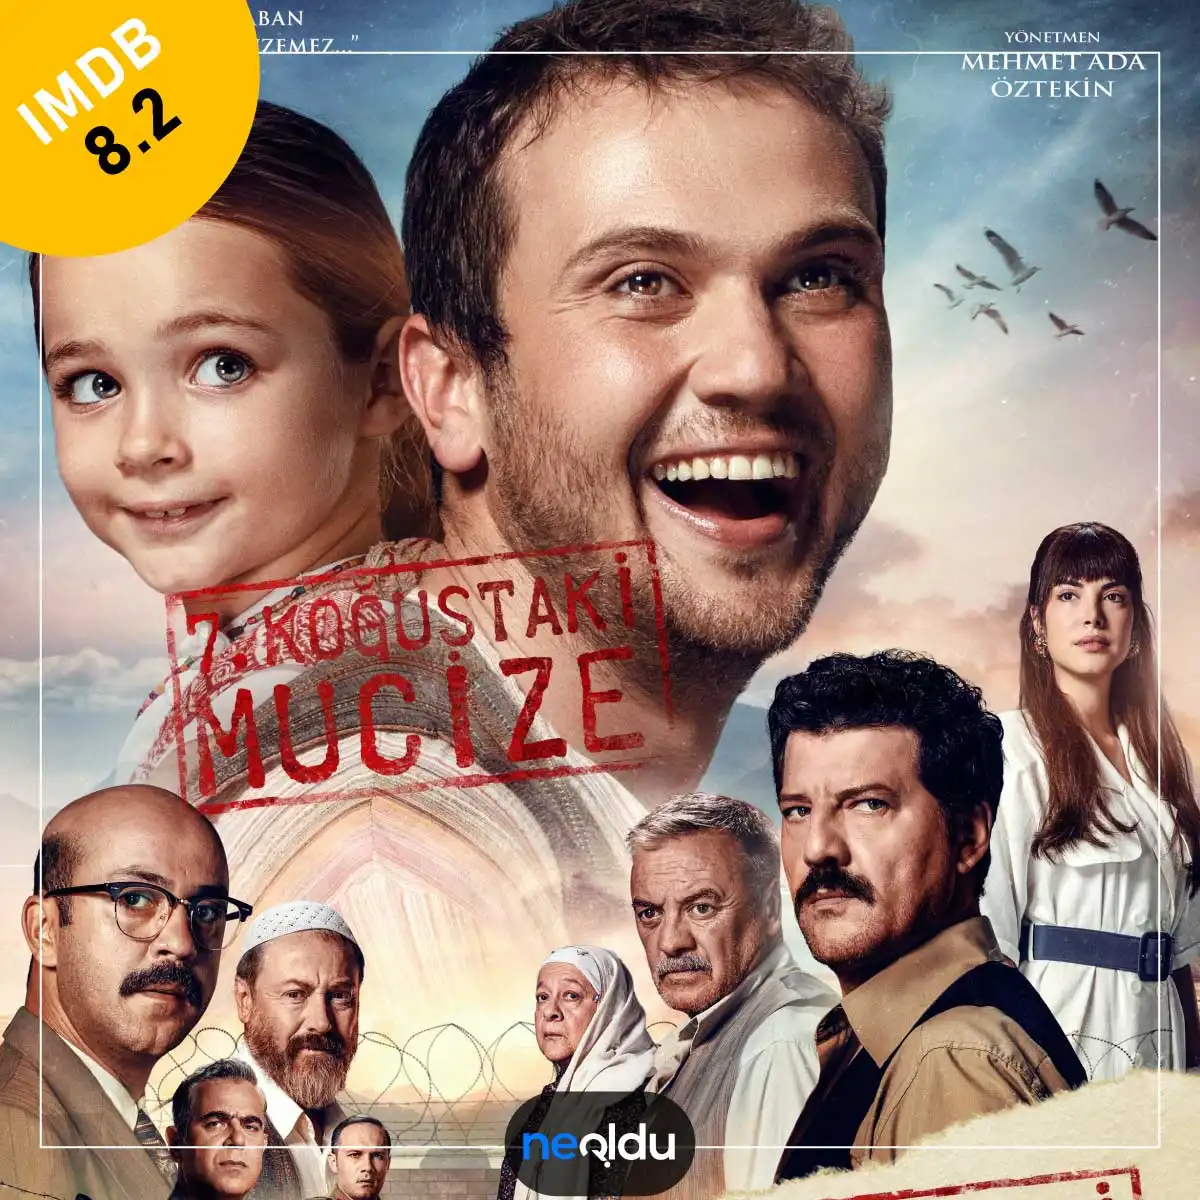 IMDB
8.2
YÖNETMEN
MEHMET ADA
ÖZTEKİN
7. KOĞUŞTAKİ
MUCİZE
neoldu